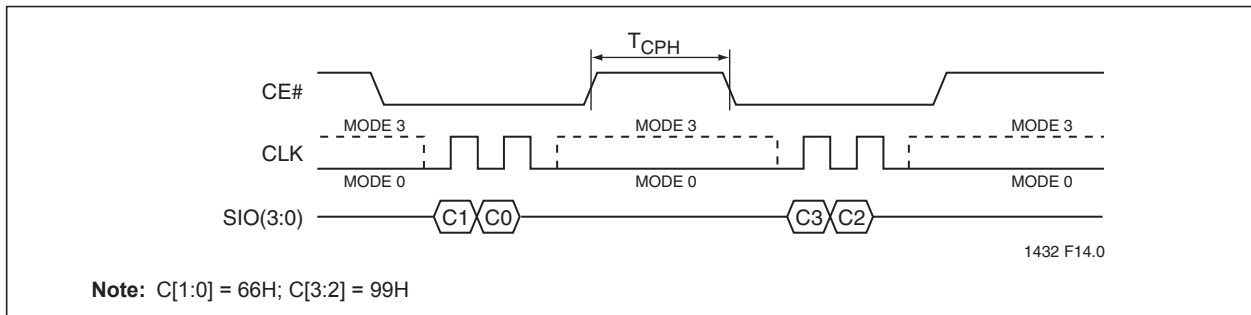 TCPH
CE#
MODE 3 MODE 3 MODE 3
CLK
MODE 0 MODE 0 MODE 0
SIO(3:0) C1 C0 C3 C2
1432 F14.0
Note: C[1:0] = 66H; C[3:2] = 99H